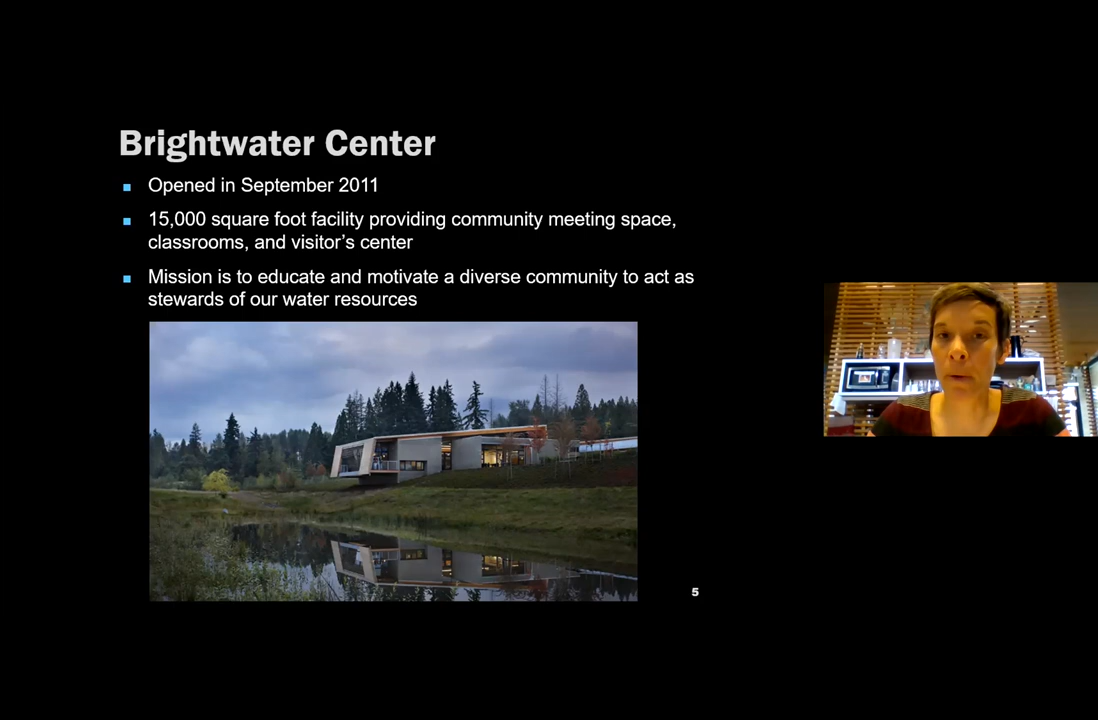 Brightwater Center
Opened in September 2011
15,000 square foot facility providing community meeting space,
classrooms, and visitor’s center
Mission is to educate and motivate a diverse community to act as
stewards of our water resources
5